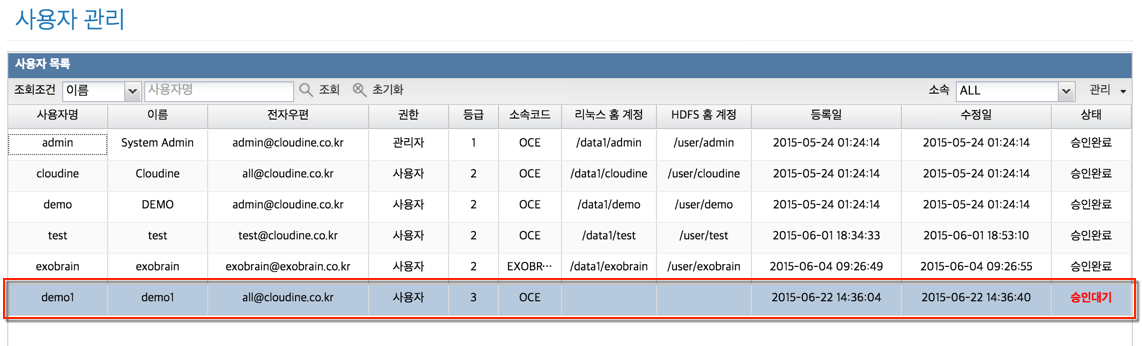 사용자 관리
사용자 목록
조회조건 이름 사용자명 조회 초기화 소속 ALL 관리
사용자명 이름 전자우편 권한 등급 소속코드 리눅스 홈 계정 HDFS 홈 계정 등록일 수정일 상태
admin System Admin admin@cloudine.co.kr 관리자 1 OCE /data1/admin /user/admin 2015-05-24 01:24:14 2015-05-24 01:24:14 승인완료
cloudine Cloudine all@cloudine.co.kr 사용자 2 OCE /data1/cloudine /user/cloudine 2015-05-24 01:24:14 2015-05-24 01:24:14 승인완료
demo DEMO admin@cloudine.co.kr 사용자 2 OCE /data1/demo /user/demo 2015-05-24 01:24:14 2015-05-24 01:24:14 승인완료
test test test@cloudine.co.kr 사용자 2 OCE /data1/test /user/test 2015-06-01 18:34:33 2015-06-01 18:53:10 승인완료
exobrain exobrain exobrain@exobrain.co.kr 사용자 2 EXOBR··· /data1/exobrain /user/exobrain 2015-06-04 09:26:49 2015-06-04 09:26:55 승인완료
demo1 demo1 all@cloudine.co.kr 사용자 3 OCE 2015-06-22 14:36:04 2015-06-22 14:36:40 승인대기